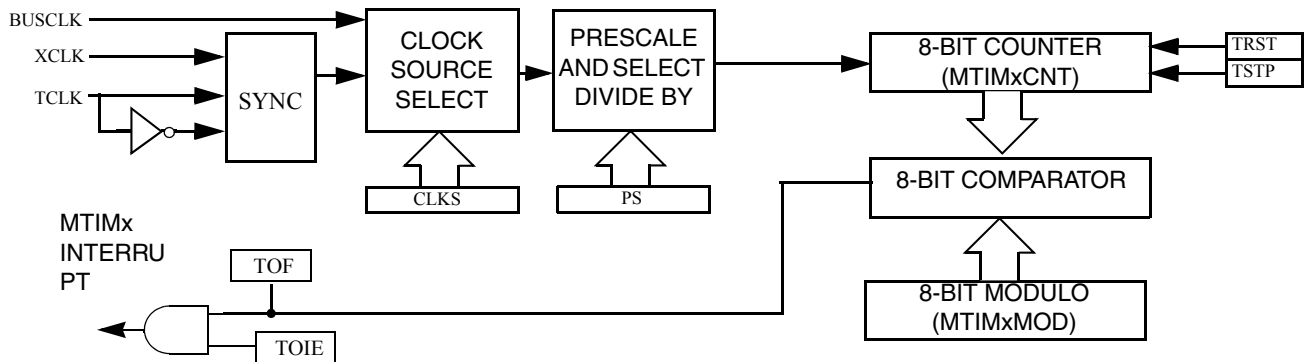 BUSCLK
XCLK
TCLK
SYNC
CLOCK
SOURCE
SELECT
PRESCALE
AND SELECT
DIVIDE BY
8-BIT COUNTER
(MTIMxCNT)
TRST
TSTP
CLKS
PS
8-BIT COMPARATOR
MTIMx
INTERRU
PT
TOF
TOIE
8-BIT MODULO
(MTIMxMOD)